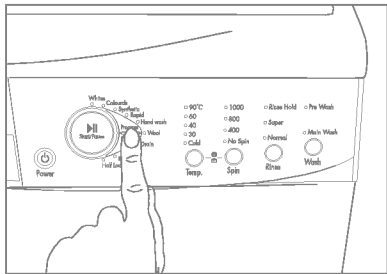 Whites
Colours
Synthetic
Rapid
Hand wash
Wool
Drain
Start/Pause
Power
90°C
60
40
30
Cold
Temp.
1000
800
400
No Spin
Spin
Rinse Hold
Super
Normal
Rinse
Pre Wash
Main Wash
Wash